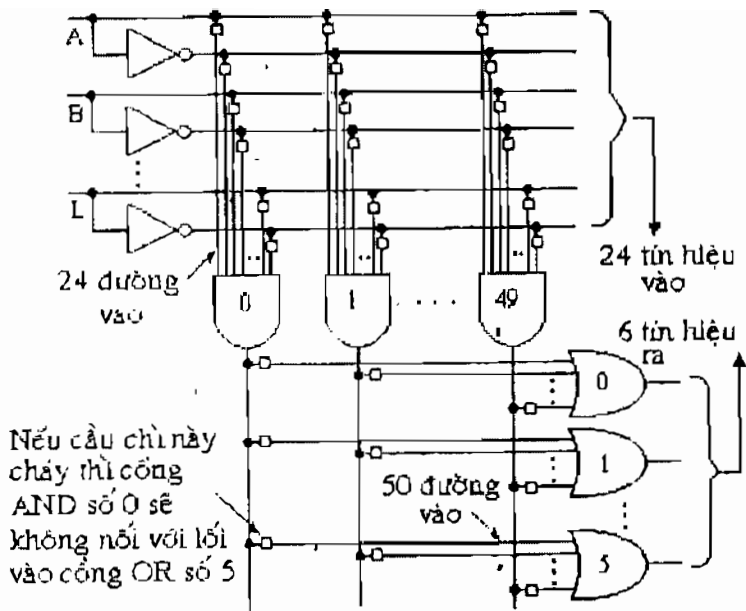 A
B
L
24 đường
vào
0
1
49
24 tín hiệu
vào
6 tín hiệu
ra
0
Nếu cầu chì này
cháy thì cổng
AND số 0 sẽ
không nối với lối
vào cổng OR số 5
50 đường
vào
1
5